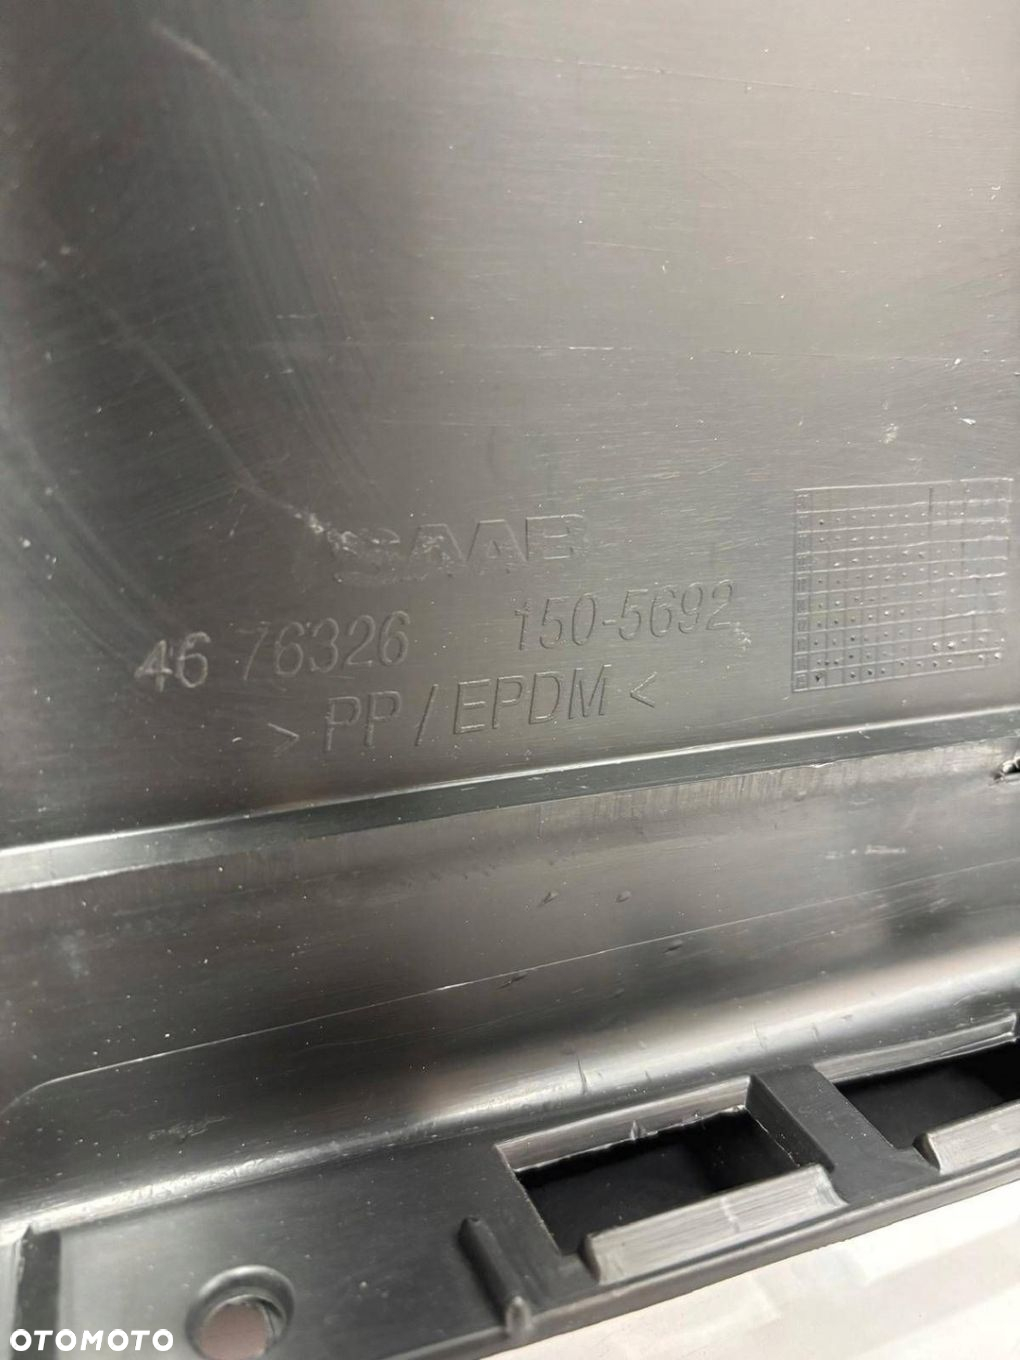 SAAB
46 76326 150-5692
> PP / EPDM <
OTOMOTO